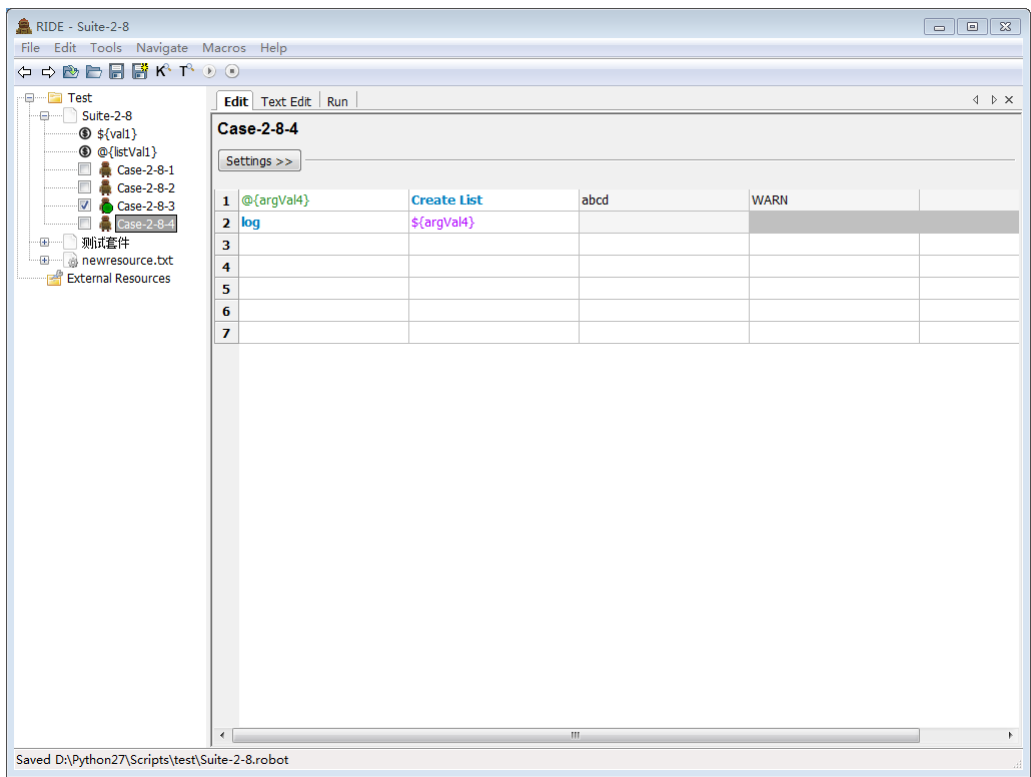 RIDE - Suite-2-8
File Edit Tools Navigate Macros Help
Test
Suite-2-8
${val1}
@{listVal1}
Case-2-8-1
Case-2-8-2
Case-2-8-3
Case-2-8-4
测试套件
newresource.txt
External Resources
Edit Text Edit Run
Case-2-8-4
Settings >>
1 @{argVal4} Create List abcd WARN
2 log ${argVal4}
3
4
5
6
7
Saved D:\Python27\Scripts\test\Suite-2-8.robot